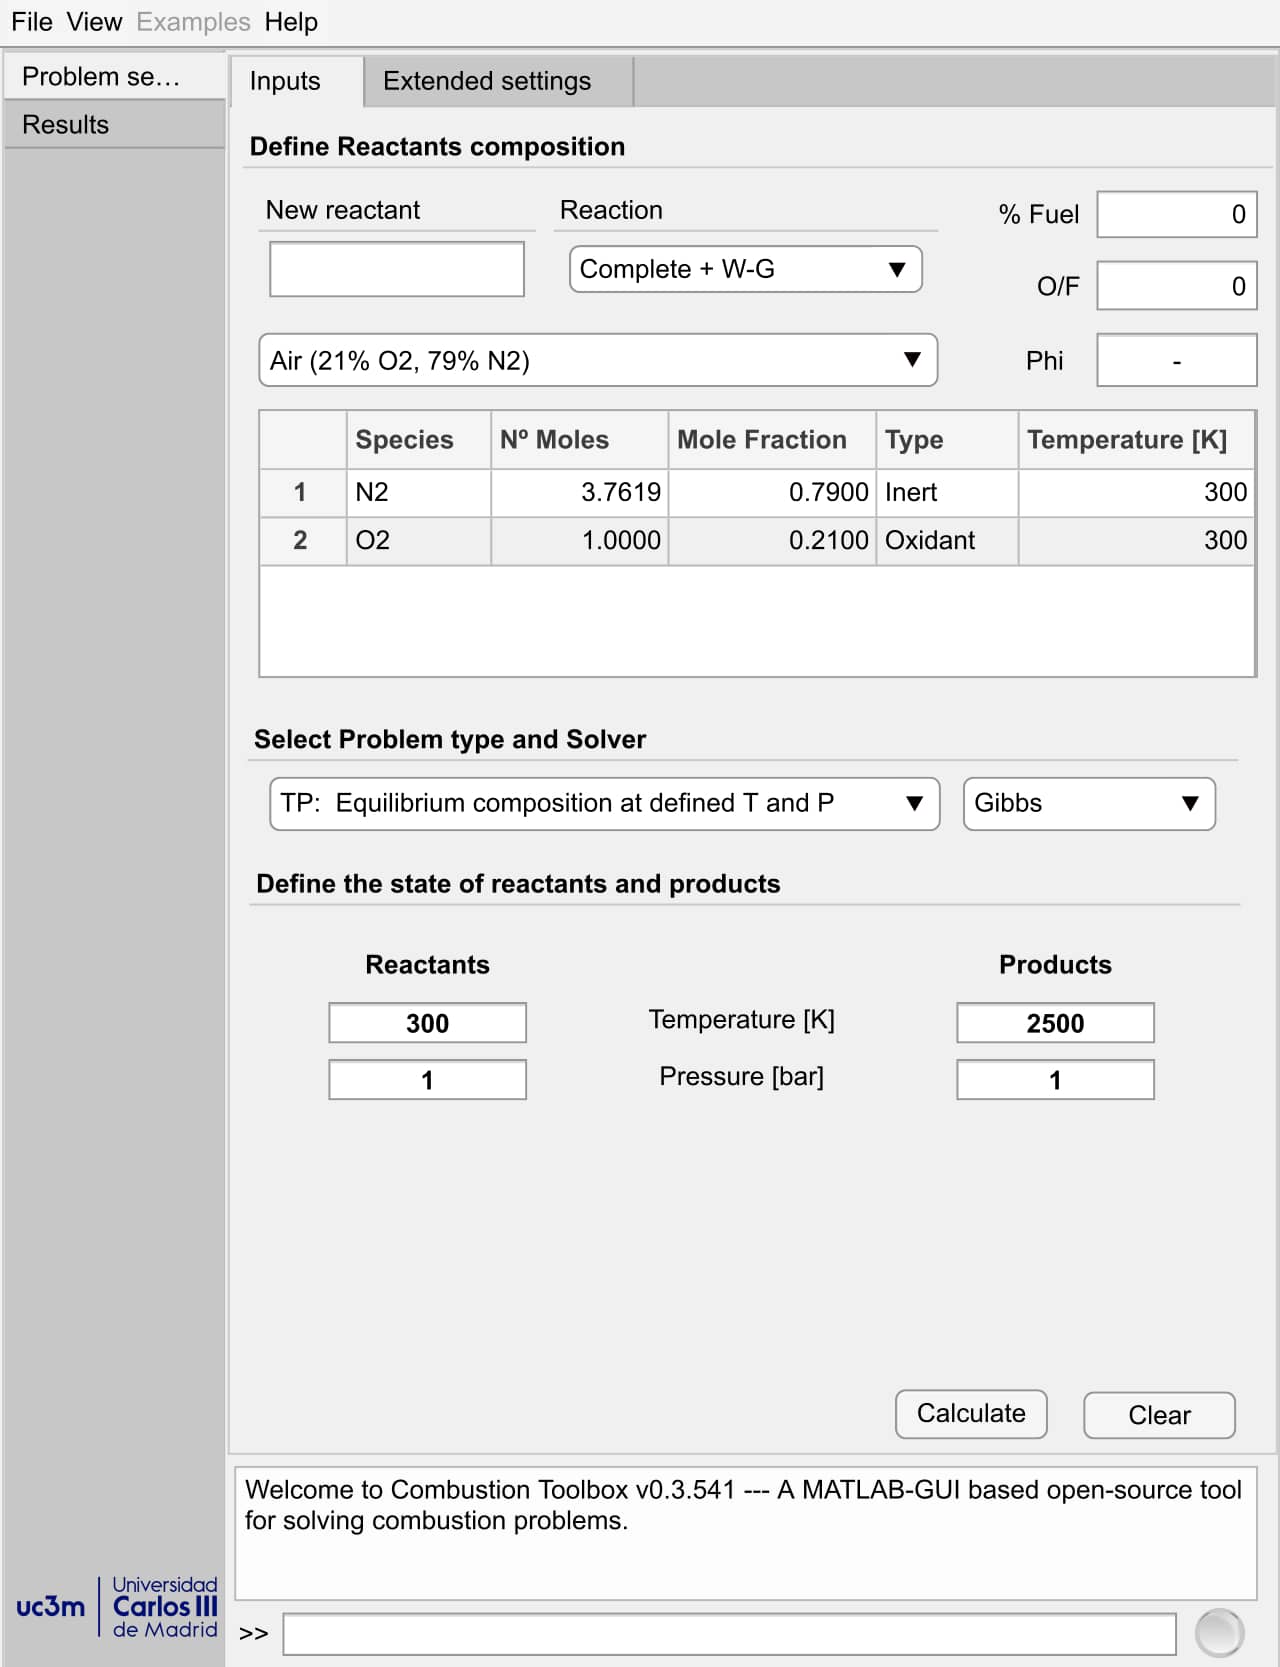 File View Examples Help
Problem se...
Results
Inputs Extended settings
Define Reactants composition
New reactant Reaction % Fuel 0
Complete + W-G ▼
O/F 0
Air (21% O2, 79% N2) ▼ Phi -
Species Nº Moles Mole Fraction Type Temperature [K]
1 N2 3.7619 0.7900 Inert 300
2 O2 1.0000 0.2100 Oxidant 300
Select Problem type and Solver
TP: Equilibrium composition at defined T and P ▼ Gibbs ▼
Define the state of reactants and products
Reactants Products
300 Temperature [K] 2500
1 Pressure [bar] 1
Calculate Clear
Welcome to Combustion Toolbox v0.3.541 --- A MATLAB-GUI based open-source tool
for solving combustion problems.
>>
uc3m
Universidad
Carlos III
de Madrid